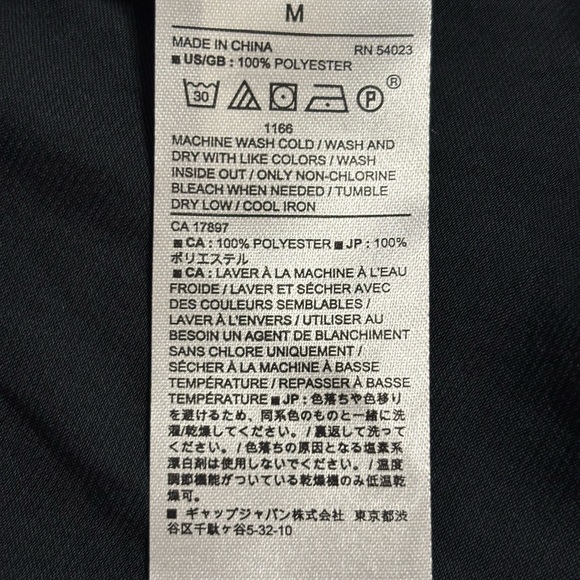 M
MADE IN CHINA RN 54023
■ US/GB : 100% POLYESTER
30 P ®
1166
MACHINE WASH COLD / WASH AND
DRY WITH LIKE COLORS / WASH
INSIDE OUT / ONLY NON-CHLORINE
BLEACH WHEN NEEDED / TUMBLE
DRY LOW / COOL IRON
CA 17897
■ CA : 100% POLYESTER ■ JP : 100%
ポリエステル
■ CA : LAVER À LA MACHINE À L'EAU
FROIDE / LAVER ET SÉCHER AVEC
DES COULEURS SEMBLABLES /
LAVER À L'ENVERS / UTILISER AU
BESOIN UN AGENT DE BLANCHIMENT
SANS CHLORE UNIQUEMENT /
SÉCHER À LA MACHINE À BASSE
TEMPÉRATURE / REPASSER À BASSE
TEMPÉRATURE ■ JP : 色落ちや色移り
を避けるため、同系色のものと一緒に洗
濯/乾燥してください。/ 裏返して洗って
ください。/ 色落ちの原因となる塩素系
漂白剤は使用しないでください。/ 温度
調節機能がついている乾燥機のみ低温乾
燥可。
■ ギャップジャパン株式会社 東京都渋
谷区千駄ヶ谷5-32-10